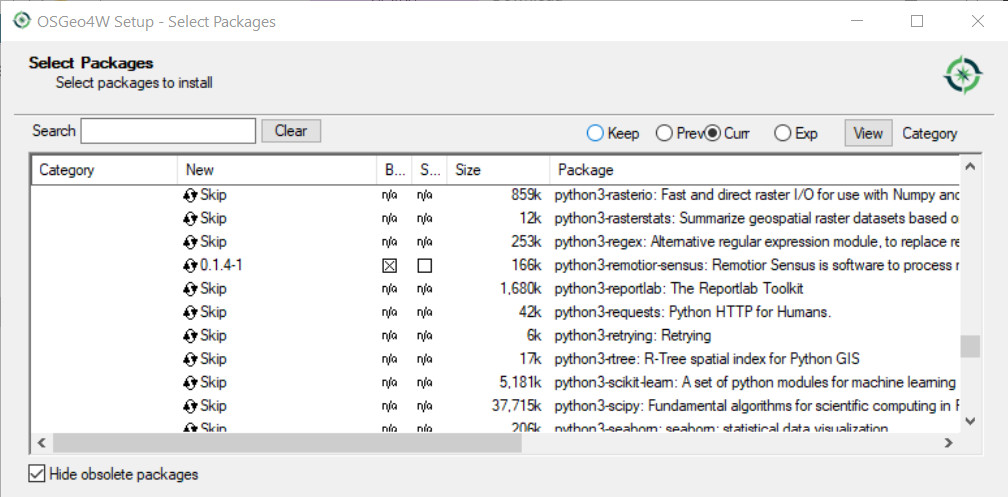 OSGeo4W Setup - Select Packages
Select Packages
Select packages to install
Search Clear Keep Prev Curr Exp View Category
Category New B... S... Size Package
Skip n/a n/a 859k python3-rasterio: Fast and direct raster I/O for use with Numpy and
Skip n/a n/a 12k python3-rasterstats: Summarize geospatial raster datasets based o
Skip n/a n/a 253k python3-regex: Alternative regular expression module, to replace re
0.1.4-1 166k python3-remotior-sensus: Remotior Sensus is software to process r
Skip n/a n/a 1,680k python3-reportlab: The Reportlab Toolkit
Skip n/a n/a 42k python3-requests: Python HTTP for Humans.
Skip n/a n/a 6k python3-retrying: Retrying
Skip n/a n/a 17k python3-rtree: R-Tree spatial index for Python GIS
Skip n/a n/a 5,181k python3-scikit-learn: A set of python modules for machine learning
Skip n/a n/a 37,715k python3-scipy: Fundamental algorithms for scientific computing in P
Skip n/a n/a 206k python3-seaborn: seaborn: statistical data visualization
Hide obsolete packages